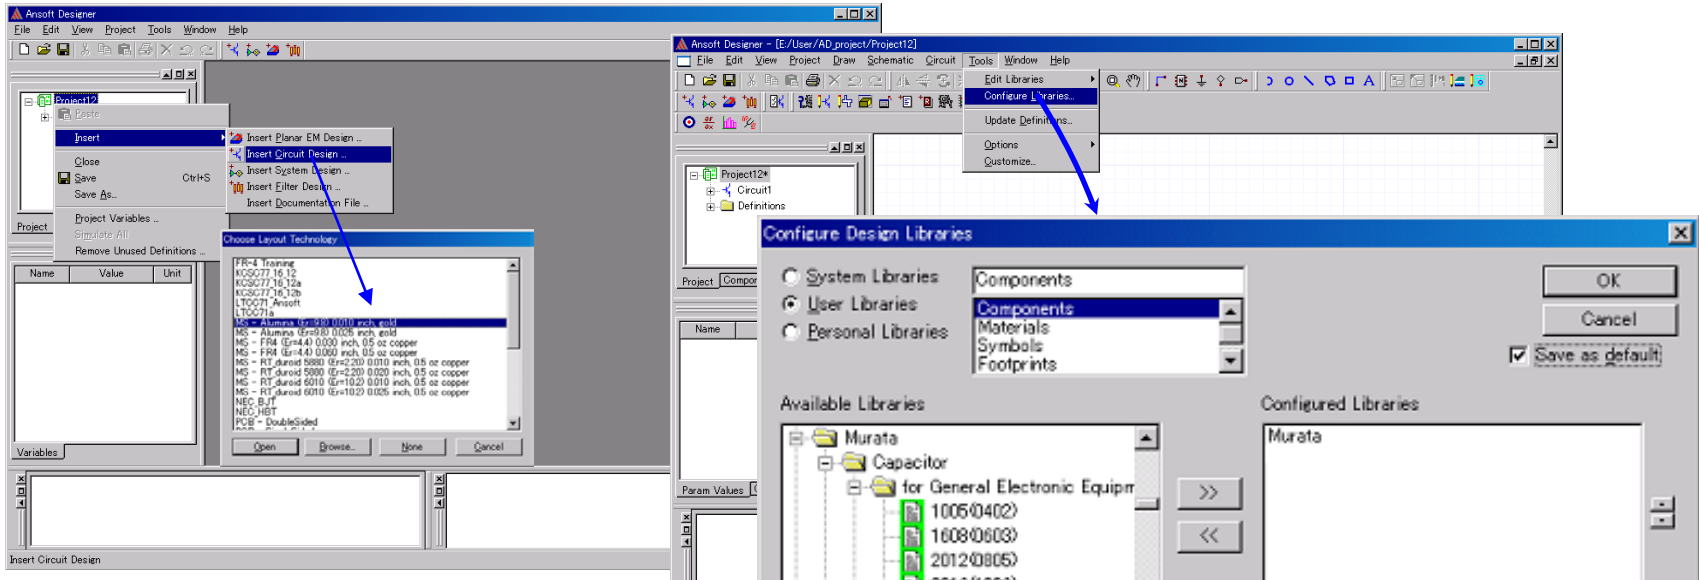 Ansoft Designer
File Edit View Project Tools Window Help
Project12
Paste
Insert
Close
Save Ctrl+S
Save As...
Project Variables ...
Simulate All
Remove Unused Definitions ...
Insert Planar EM Design ...
Insert Circuit Design ...
Insert System Design ...
Insert Filter Design ...
Insert Documentation File ...
Project
Name Value Unit
Variables
Insert Circuit Design
Choose Layout Technology
FR-4 Training
KCSC77_16_12
KCSC77_16_12a
KCSC77_16_12b
LTCC71_Ansoft
LTCC71a
MS - Alumina (Er=9.8) 0.010 inch, gold
MS - Alumina (Er=9.8) 0.025 inch, gold
MS - FR4 (Er=4.4) 0.030 inch, 0.5 oz copper
MS - FR4 (Er=4.4) 0.060 inch, 0.5 oz copper
MS - RT_duroid 5880 (Er=2.20) 0.010 inch, 0.5 oz copper
MS - RT_duroid 5880 (Er=2.20) 0.020 inch, 0.5 oz copper
MS - RT_duroid 6010 (Er=10.2) 0.010 inch, 0.5 oz copper
MS - RT_duroid 6010 (Er=10.2) 0.025 inch, 0.5 oz copper
NEC_BJT
NEC_HBT
PCB - DoubleSided
Open Browse... None Cancel
Ansoft Designer - [E:/User/AD_project/Project12]
File Edit View Project Draw Schematic Circuit Tools Window Help
Edit Libraries
Configure Libraries...
Update Definitions...
Options
Customize...
Project12*
Circuit1
Definitions
Project Compor
Name
Param Values
Configure Design Libraries
System Libraries
User Libraries
Personal Libraries
Components
Components
Materials
Symbols
Footprints
OK
Cancel
Save as default
Available Libraries
Configured Libraries
Murata
Capacitor
for General Electronic Equipm
1005(0402)
1608(0603)
2012(0805)
>>
<<
Murata